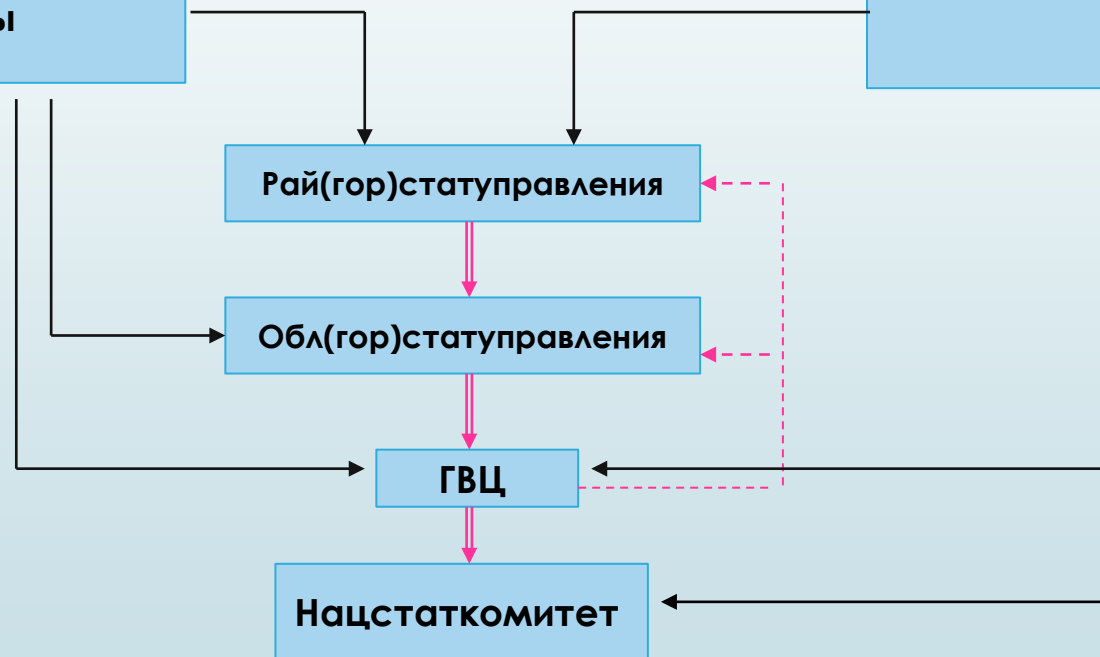 ы
Рай(гор)статуправления
Обл(гор)статуправления
ГВЦ
Нацстаткомитет